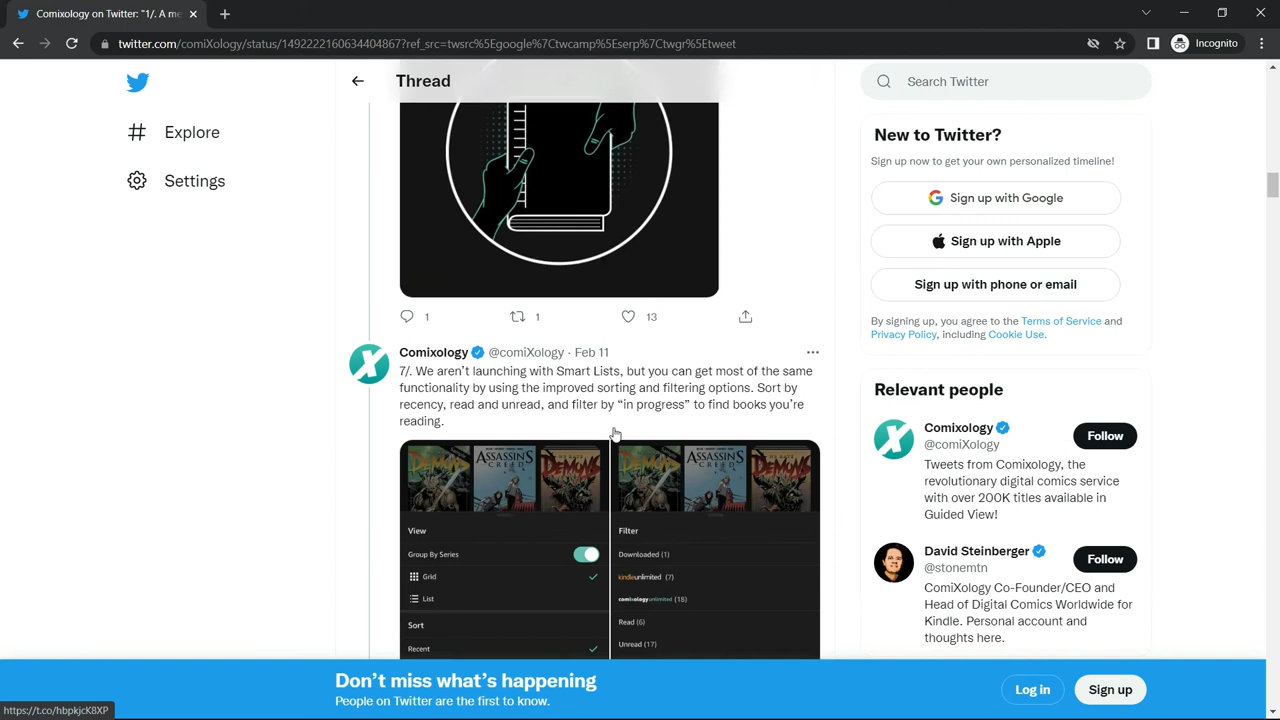 Comixology on Twitter: "1/. A me
twitter.com/comiXology/status/1492222160634404867?ref_src=twsrc%5Egoogle%7Ctwcamp%5Eserp%7Ctwgr%5Etweet
Incognito
Explore
Settings
Thread
1
1
13
Comixology @comiXology · Feb 11
7/. We aren’t launching with Smart Lists, but you can get most of the same
functionality by using the improved sorting and filtering options. Sort by
recency, read and unread, and filter by “in progress” to find books you’re
reading.
DEMONS
ASSASSIN'S
CREED
DEMONS
DEMONS
ASSASSIN'S
CREED
DEMONS
View
Group By Series
Grid
List
Sort
Recent
Filter
Downloaded (1)
kindleunlimited (7)
comixologyunlimited (18)
Read (6)
Unread (17)
Search Twitter
New to Twitter?
Sign up now to get your own personalized timeline!
Sign up with Google
Sign up with Apple
Sign up with phone or email
By signing up, you agree to the Terms of Service and
Privacy Policy, including Cookie Use.
Relevant people
Comixology
@comiXology
Follow
Tweets from Comixology, the
revolutionary digital comics service
with over 200K titles available in
Guided View!
David Steinberger
@stonemtn
Follow
ComiXology Co-Founder/CEO and
Head of Digital Comics Worldwide for
Kindle. Personal account and
thoughts here.
Don’t miss what’s happening
People on Twitter are the first to know.
Log in
Sign up
https://t.co/hbpkjcK8XP